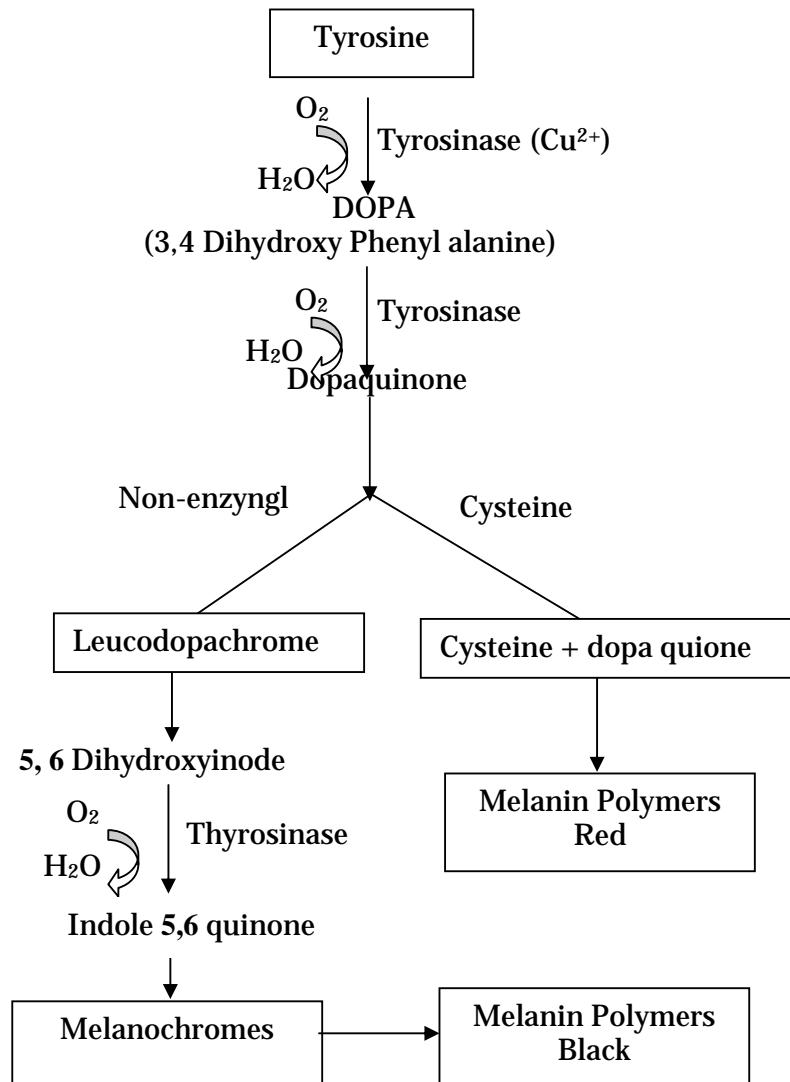 Tyrosine
O₂
Tyrosinase (Cu²⁺)
H₂O
DOPA
(3,4 Dihydroxy Phenyl alanine)
O₂
Tyrosinase
H₂O
Dopaquinone
Non-enzyngl
Cysteine
Leucodopachrome
Cysteine + dopa quione
5, 6 Dihydroxyinode
Melanin Polymers
Red
O₂
Thyrosinase
H₂O
Indole 5,6 quinone
Melanochromes
Melanin Polymers
Black